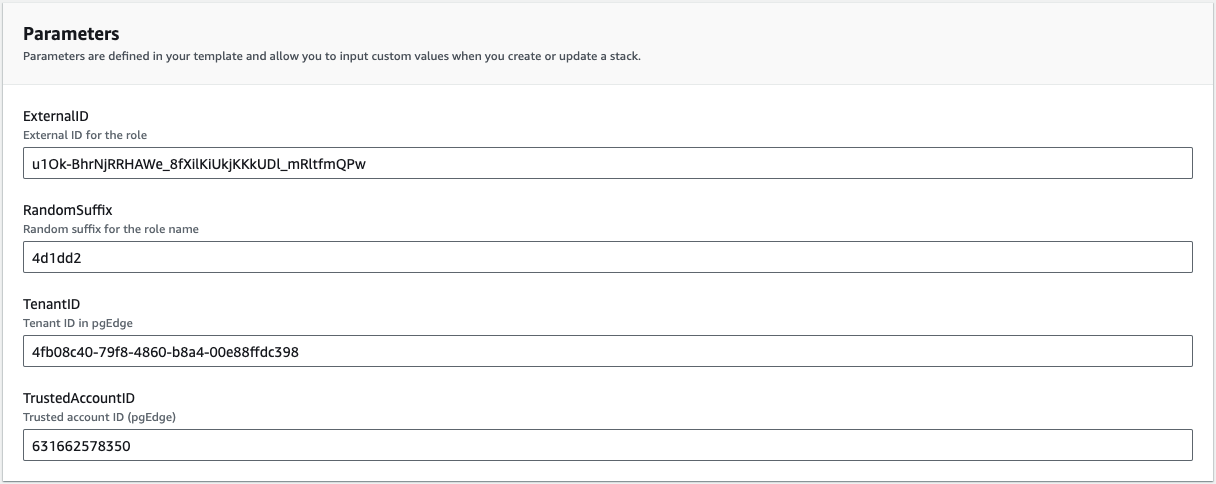 Parameters
Parameters are defined in your template and allow you to input custom values when you create or update a stack.
ExternalID
External ID for the role
u1Ok-BhrNjRRHAWe_8fXilKiUkjKKkUDl_mRltfmQPw
RandomSuffix
Random suffix for the role name
4d1dd2
TenantID
Tenant ID in pgEdge
4fb08c40-79f8-4860-b8a4-00e88ffdc398
TrustedAccountID
Trusted account ID (pgEdge)
631662578350